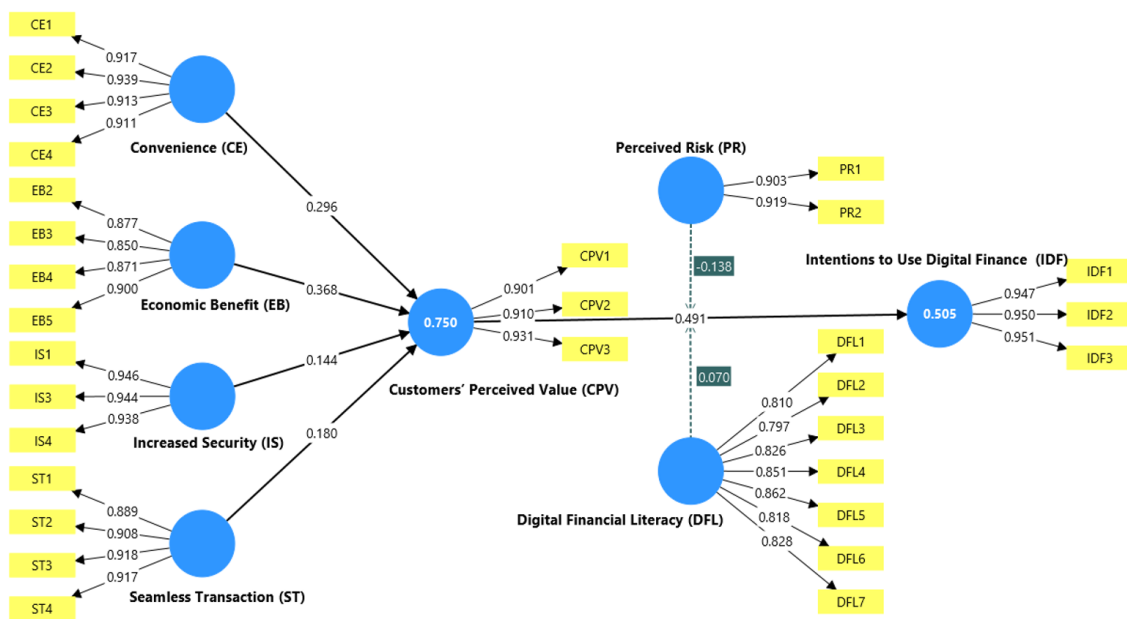 CE1
CE2
CE3
CE4
0.917
0.939
0.913
0.911
Convenience (CE)
EB2
EB3
EB4
EB5
0.877
0.850
0.871
0.900
Economic Benefit (EB)
IS1
IS3
IS4
0.946
0.944
0.938
Increased Security (IS)
ST1
ST2
ST3
ST4
0.889
0.908
0.918
0.917
Seamless Transaction (ST)
0.296
0.368
0.144
0.180
0.750
Customers’ Perceived Value (CPV)
0.901
0.910
0.931
CPV1
CPV2
CPV3
Perceived Risk (PR)
0.903
0.919
PR1
PR2
-0.138
0.491
0.070
Digital Financial Literacy (DFL)
0.810
0.797
0.826
0.851
0.862
0.818
0.828
DFL1
DFL2
DFL3
DFL4
DFL5
DFL6
DFL7
Intentions to Use Digital Finance (IDF)
0.505
0.947
0.950
0.951
IDF1
IDF2
IDF3